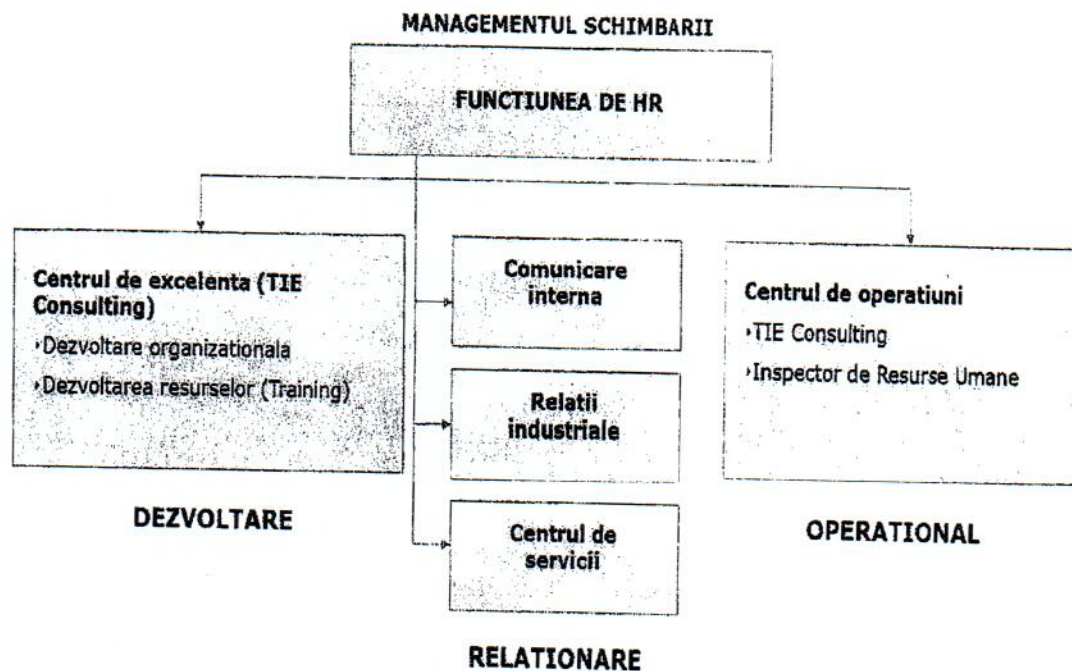 MANAGEMENTUL SCHIMBARII
FUNCTIUNEA DE HR
Centrul de excelenta (TIE
Consulting)
Dezvoltare organizationala
Dezvoltarea resurselor (Training)
DEZVOLTARE
Comunicare
interna
Relatii
industriale
Centrul de
servicii
RELATIONARE
Centrul de operatiuni
TIE Consulting
Inspector de Resurse Umane
OPERATIONAL